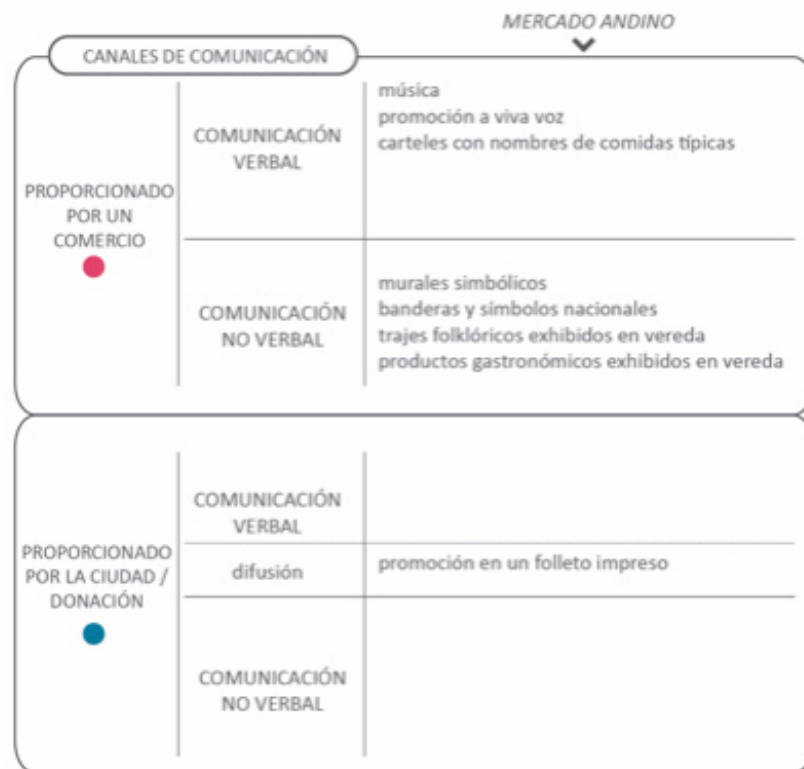 MERCADO ANDINO
CANALES DE COMUNICACIÓN
PROPORCIONADO
POR UN
COMERCIO
COMUNICACIÓN
VERBAL
música
promoción a viva voz
carteles con nombres de comidas típicas
COMUNICACIÓN
NO VERBAL
murales simbólicos
banderas y símbolos nacionales
trajes folklóricos exhibidos en vereda
productos gastronómicos exhibidos en vereda
PROPORCIONADO
POR LA CIUDAD /
DONACIÓN
COMUNICACIÓN
VERBAL
difusión
promoción en un folleto impreso
COMUNICACIÓN
NO VERBAL